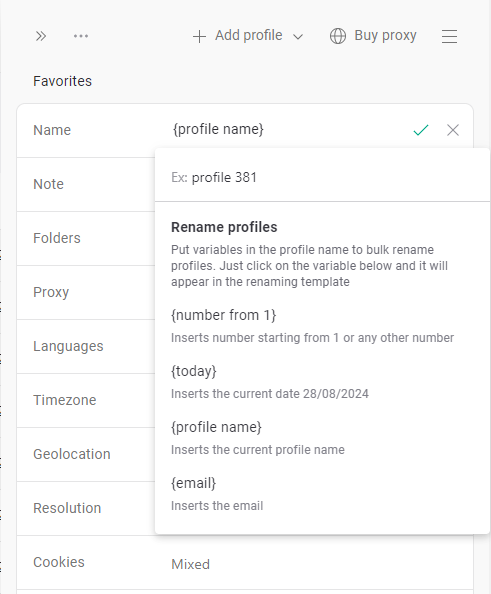 Add profile
Buy proxy
Favorites
Name
{profile name}
Note
Ex: profile 381
Folders
Rename profiles
Put variables in the profile name to bulk rename
profiles. Just click on the variable below and it will
appear in the renaming template
Proxy
{number from 1}
Inserts number starting from 1 or any other number
Languages
{today}
Inserts the current date 28/08/2024
Timezone
{profile name}
Inserts the current profile name
Geolocation
{email}
Inserts the email
Resolution
Cookies
Mixed